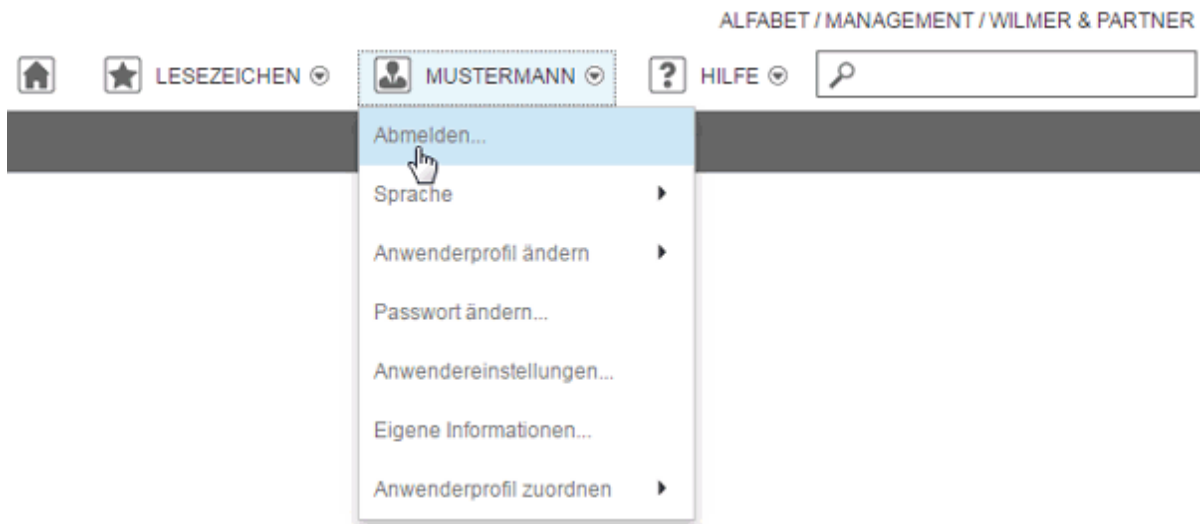 ALFABET / MANAGEMENT / WILMER & PARTNER
LESEZEICHEN MUSTERMANN ? HILFE
Abmelden...
Sprache
Anwenderprofil ändern
Passwort ändern...
Anwendereinstellungen...
Eigene Informationen...
Anwenderprofil zuordnen